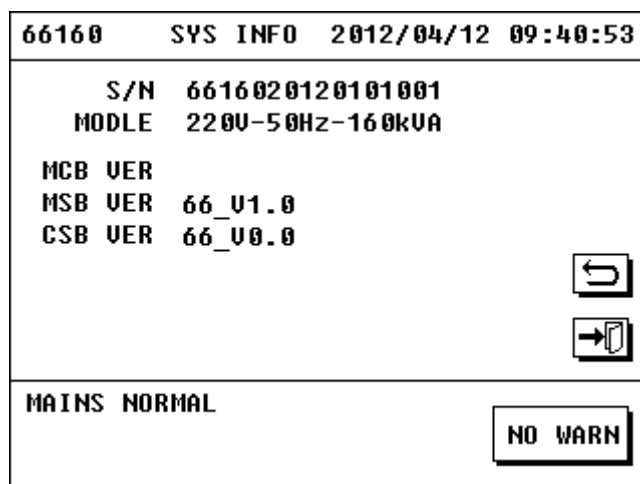 66160 SYS INFO 2012/04/12 09:40:53
S/N 6616020120101001
MODLE 220V-50Hz-160kVA
MCB VER
MSB VER 66_V1.0
CSB VER 66_V0.0
MAINS NORMAL
NO WARN